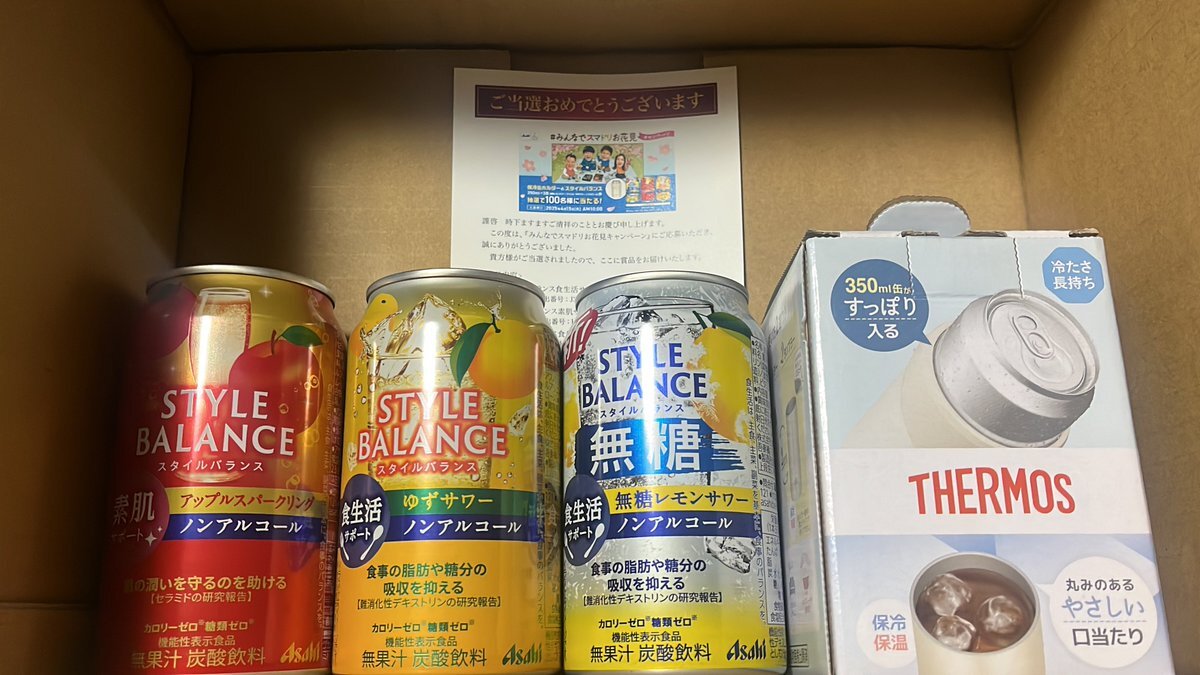 ご当選おめでとうございます
#みんなでスマドリお花見
保冷缶ホルダーとスタイルバランス
抽選で100名様に当たる!
謹啓 時下ますますご清祥のこととお慶び申し上げます。
この度は、「みんなでスマドリお花見キャンペーン」にご応募いただき、
誠にありがとうございました。
貴方様がご当選されましたので、ここに賞品をお届けいたします。
STYLE
BALANCE
スタイルバランス
素肌
サポート
アップルスパークリング
ノンアルコール
肌の潤いを守るのを助ける
【セラミドの研究報告】
カロリーゼロ※糖類ゼロ※
機能性表示食品
無果汁 炭酸飲料
Asahi
STYLE
BALANCE
スタイルバランス
食生活
サポート
ゆずサワー
ノンアルコール
食事の脂肪や糖分の
吸収を抑える
【難消化性デキストリンの研究報告】
カロリーゼロ※糖類ゼロ※
機能性表示食品
無果汁 炭酸飲料
Asahi
STYLE
BALANCE
スタイルバランス
無糖
食生活
サポート
無糖レモンサワー
ノンアルコール
食事の脂肪や糖分の
吸収を抑える
【難消化性デキストリンの研究報告】
カロリーゼロ※糖類ゼロ※
機能性表示食品
無果汁 炭酸飲料
Asahi
350ml缶が
すっぽり
入る
冷たさ
長持ち
THERMOS
保冷
保温
丸みのある
やさしい
口当たり